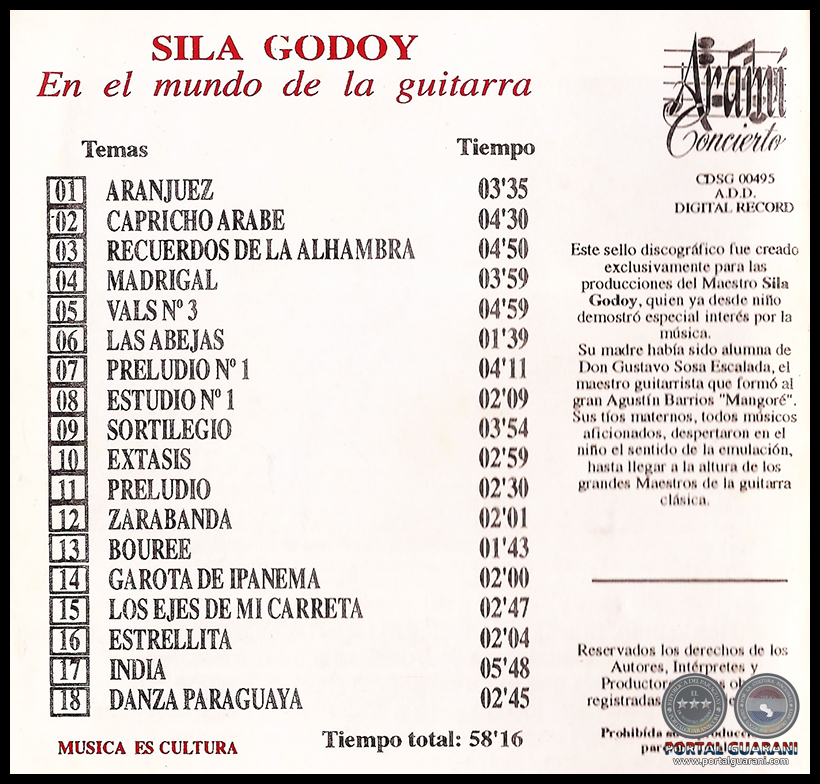 SILA GODOY
En el mundo de la guitarra
Temas Tiempo
01 ARANJUEZ 03'35
02 CAPRICHO ARABE 04'30
03 RECUERDOS DE LA ALHAMBRA 04'50
04 MADRIGAL 03'59
05 VALS Nº 3 04'59
06 LAS ABEJAS 01'39
07 PRELUDIO Nº 1 04'11
08 ESTUDIO Nº 1 02'09
09 SORTILEGIO 03'54
10 EXTASIS 02'59
11 PRELUDIO 02'30
12 ZARABANDA 02'01
13 BOUREE 01'43
14 GAROTA DE IPANEMA 02'00
15 LOS EJES DE MI CARRETA 02'47
16 ESTRELLITA 02'04
17 INDIA 05'48
18 DANZA PARAGUAYA 02'45
MUSICA ES CULTURA
Tiempo total: 58'16
Aramí
Concierto
CDSG 00495
A.D.D.
DIGITAL RECORD
Este sello discográfico fue creado
exclusivamente para las
producciones del Maestro Sila
Godoy, quien ya desde niño
demostró especial interés por la
música.
Su madre había sido alumna de
Don Gustavo Sosa Escalada, el
maestro guitarrista que formó al
gran Agustín Barrios "Mangoré".
Sus tíos maternos, todos músicos
aficionados, despertaron en el
niño el sentido de la emulación,
hasta llegar a la altura de los
grandes Maestros de la guitarra
clásica.
Reservados los derechos de los
Autores, Intérpretes y
Productor
registradas
Prohibida
PORTAL GUARANI
www.portalguarani.com